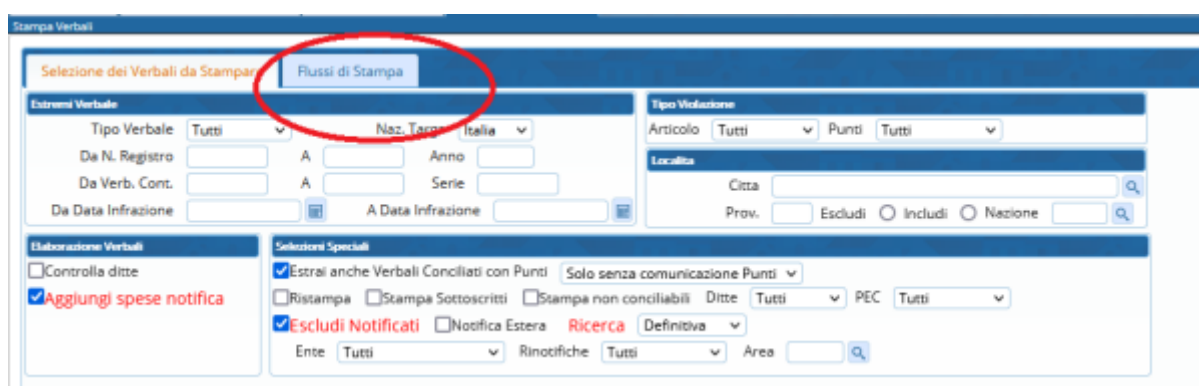 Stampa Verbali
Selezione dei Verbali da Stampare Flussi di Stampa
Estremi Verbale
Tipo Verbale Tutti Naz. Targa Italia
Da N. Registro A Anno
Da Verb. Cont. A Serie
Da Data Infrazione A Data Infrazione
Tipo Violazione
Articolo Tutti Punti Tutti
Localita
Citta
Prov. Escludi Includi Nazione
Elaborazione Verbali
Controlla ditte
Aggiungi spese notifica
Selezioni Speciali
Estrai anche Verbali Conciliati con Punti Solo senza comunicazione Punti
Ristampa Stampa Sottoscritti Stampa non conciliabili Ditte Tutti PEC Tutti
Escludi Notificati Notifica Estera Ricerca Definitiva
Ente Tutti Rinotifiche Tutti Area